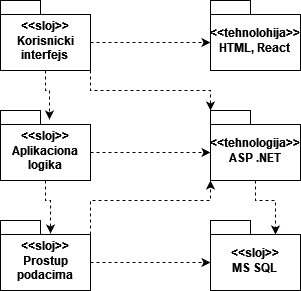 <<sloj>>
Korisnicki
interfejs
<<tehnolohija>>
HTML, React
<<sloj>>
Aplikaciona
logika
<<tehnologija>>
ASP .NET
<<sloj>>
Prostup
podacima
<<sloj>>
MS SQL